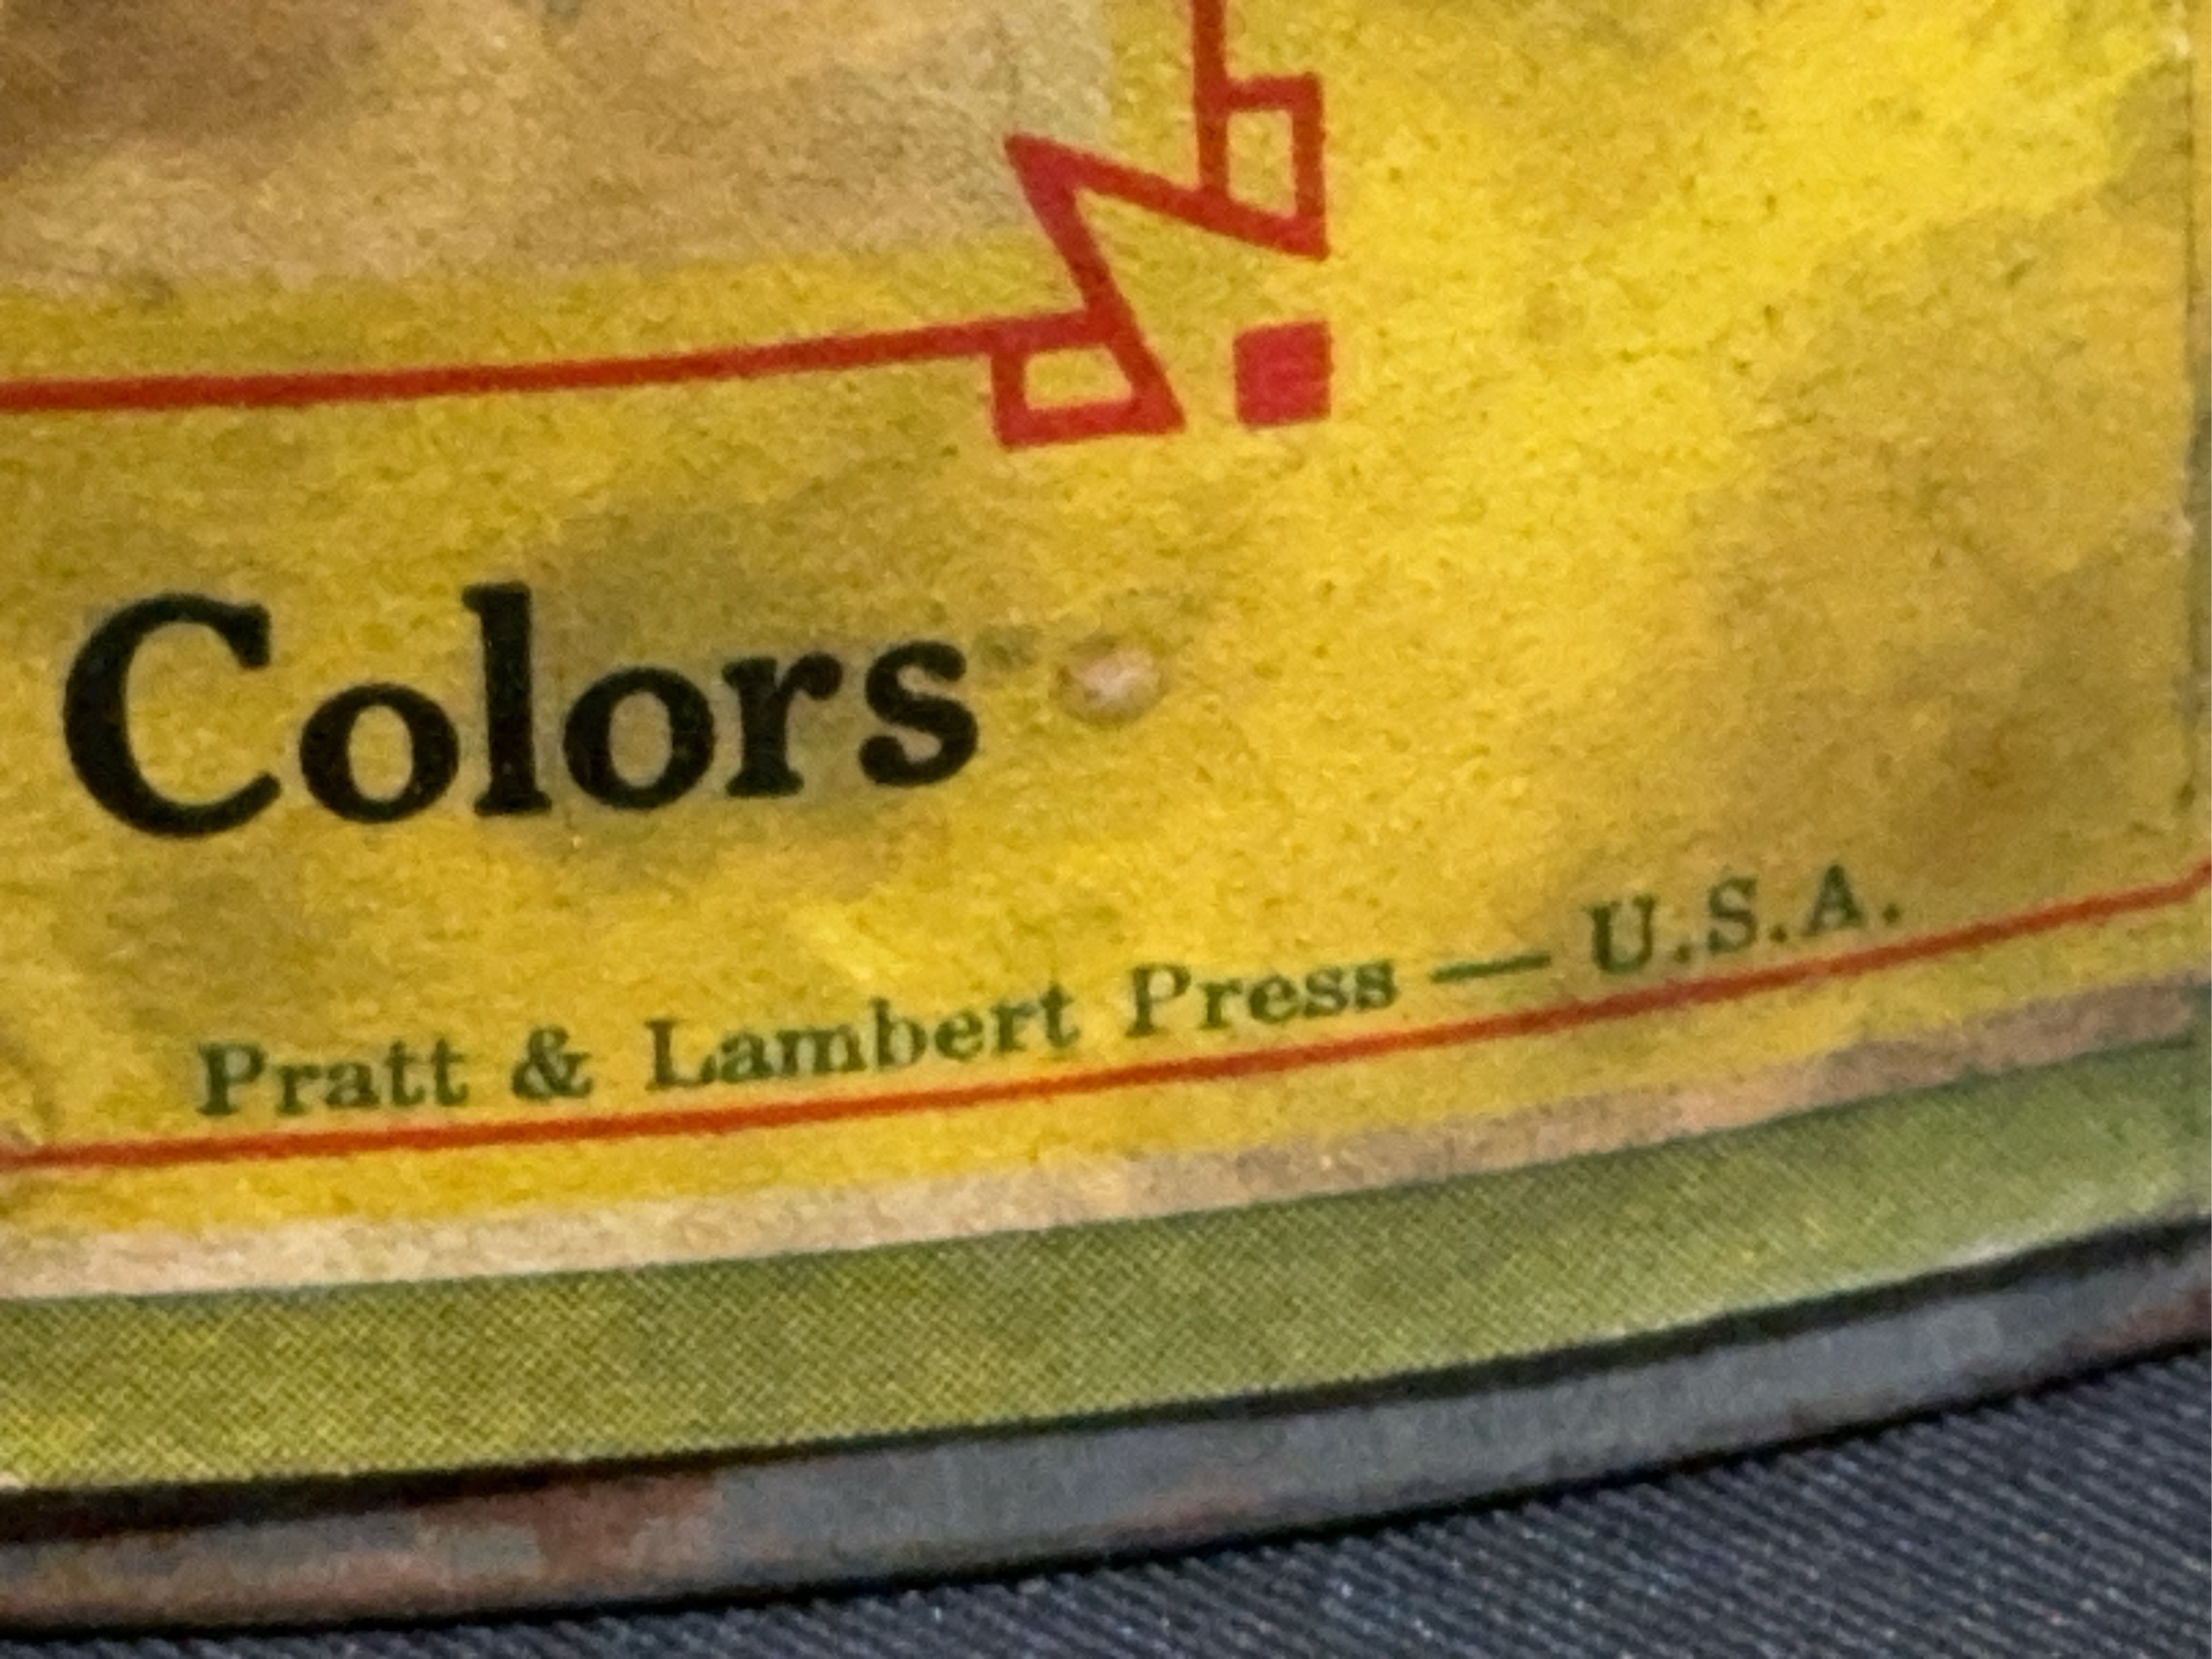 Colors
Pratt & Lambert Press — U.S.A.